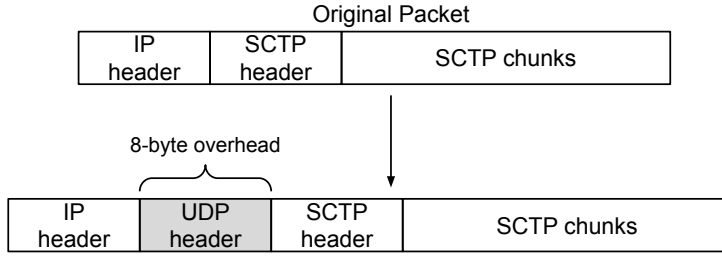 Original Packet
IP header
SCTP header
SCTP chunks
8-byte overhead
IP header
UDP header
SCTP header
SCTP chunks